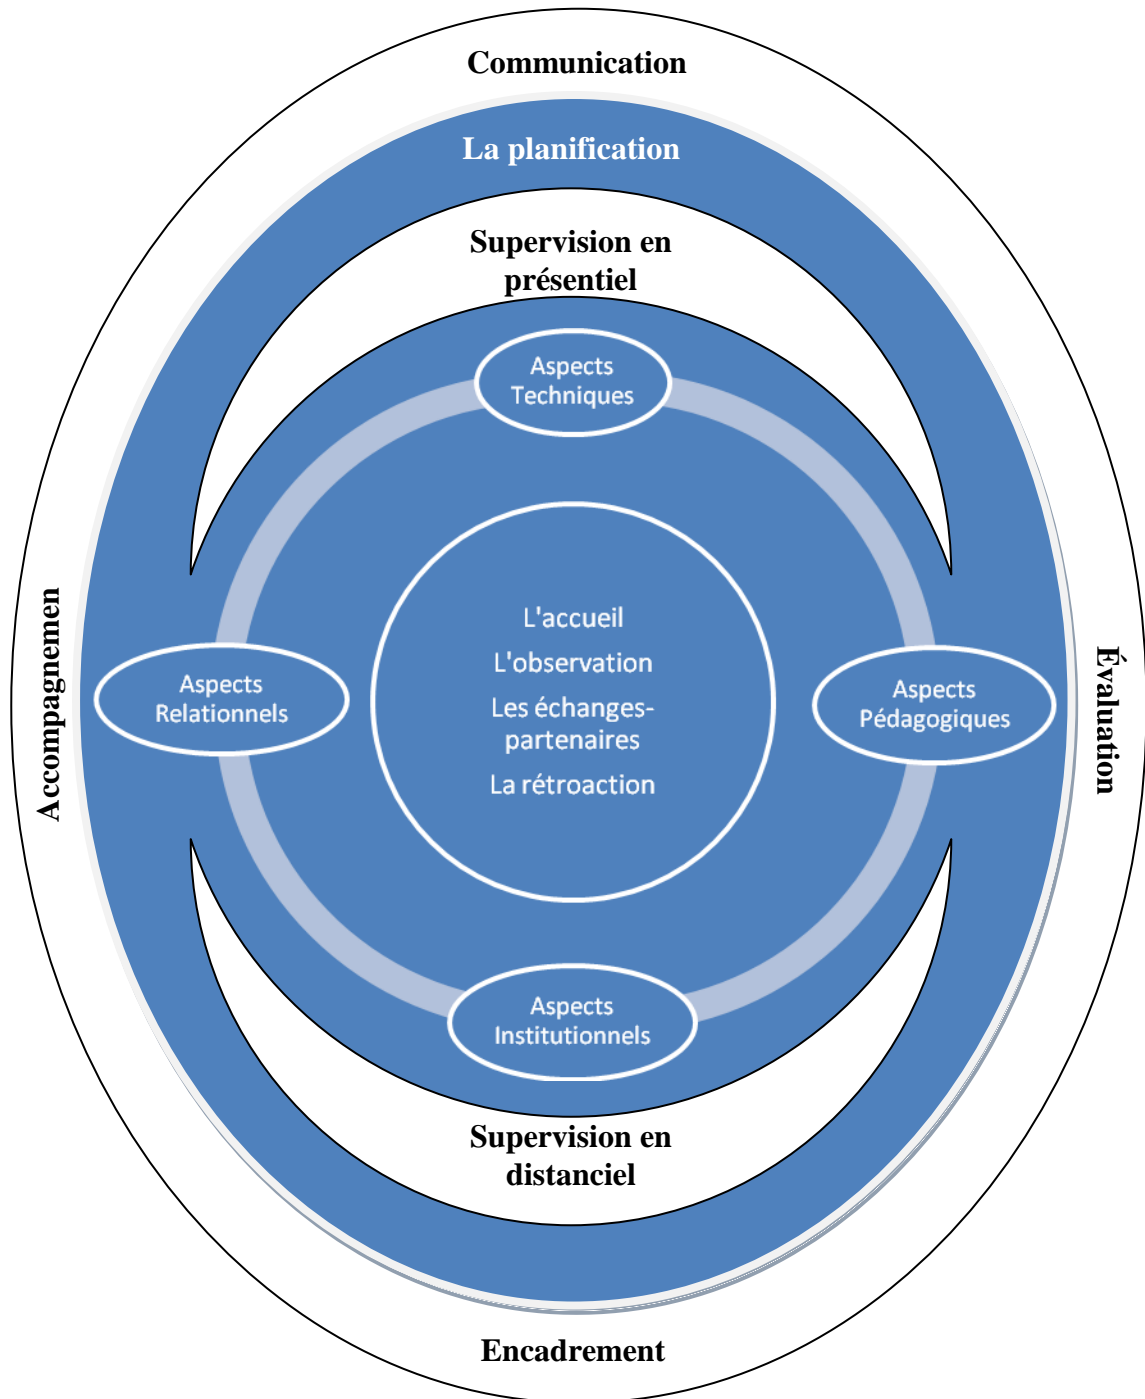 Communication
La planification
Supervision en
présentiel
Aspects
Techniques
Accompagnemen
Aspects
Relationnels
L'accueil
L'observation
Les échanges-
partenaires
La rétroaction
Aspects
Pédagogiques
Évaluation
Aspects
Institutionnels
Supervision en
distanciel
Encadrement